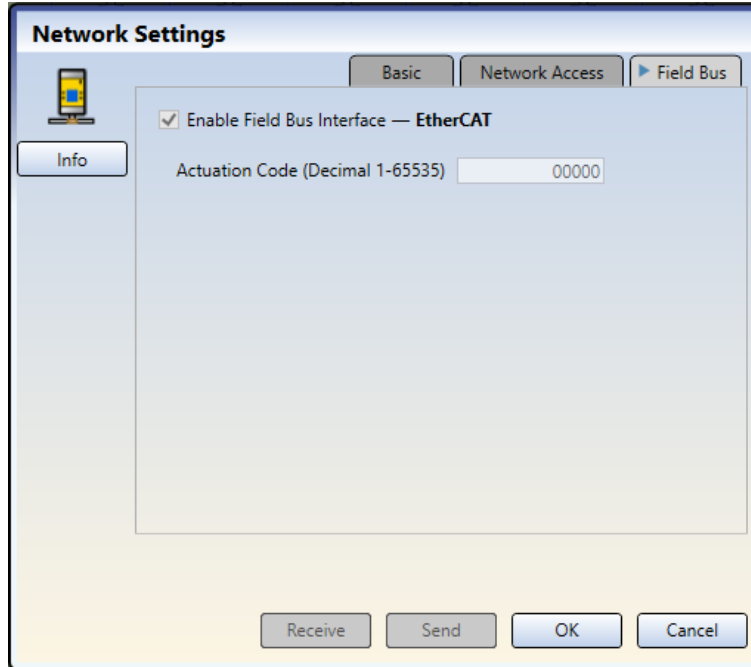 Network Settings
Basic
Network Access
Field Bus
Info
Enable Field Bus Interface — EtherCAT
Actuation Code (Decimal 1-65535)
00000
Receive
Send
OK
Cancel